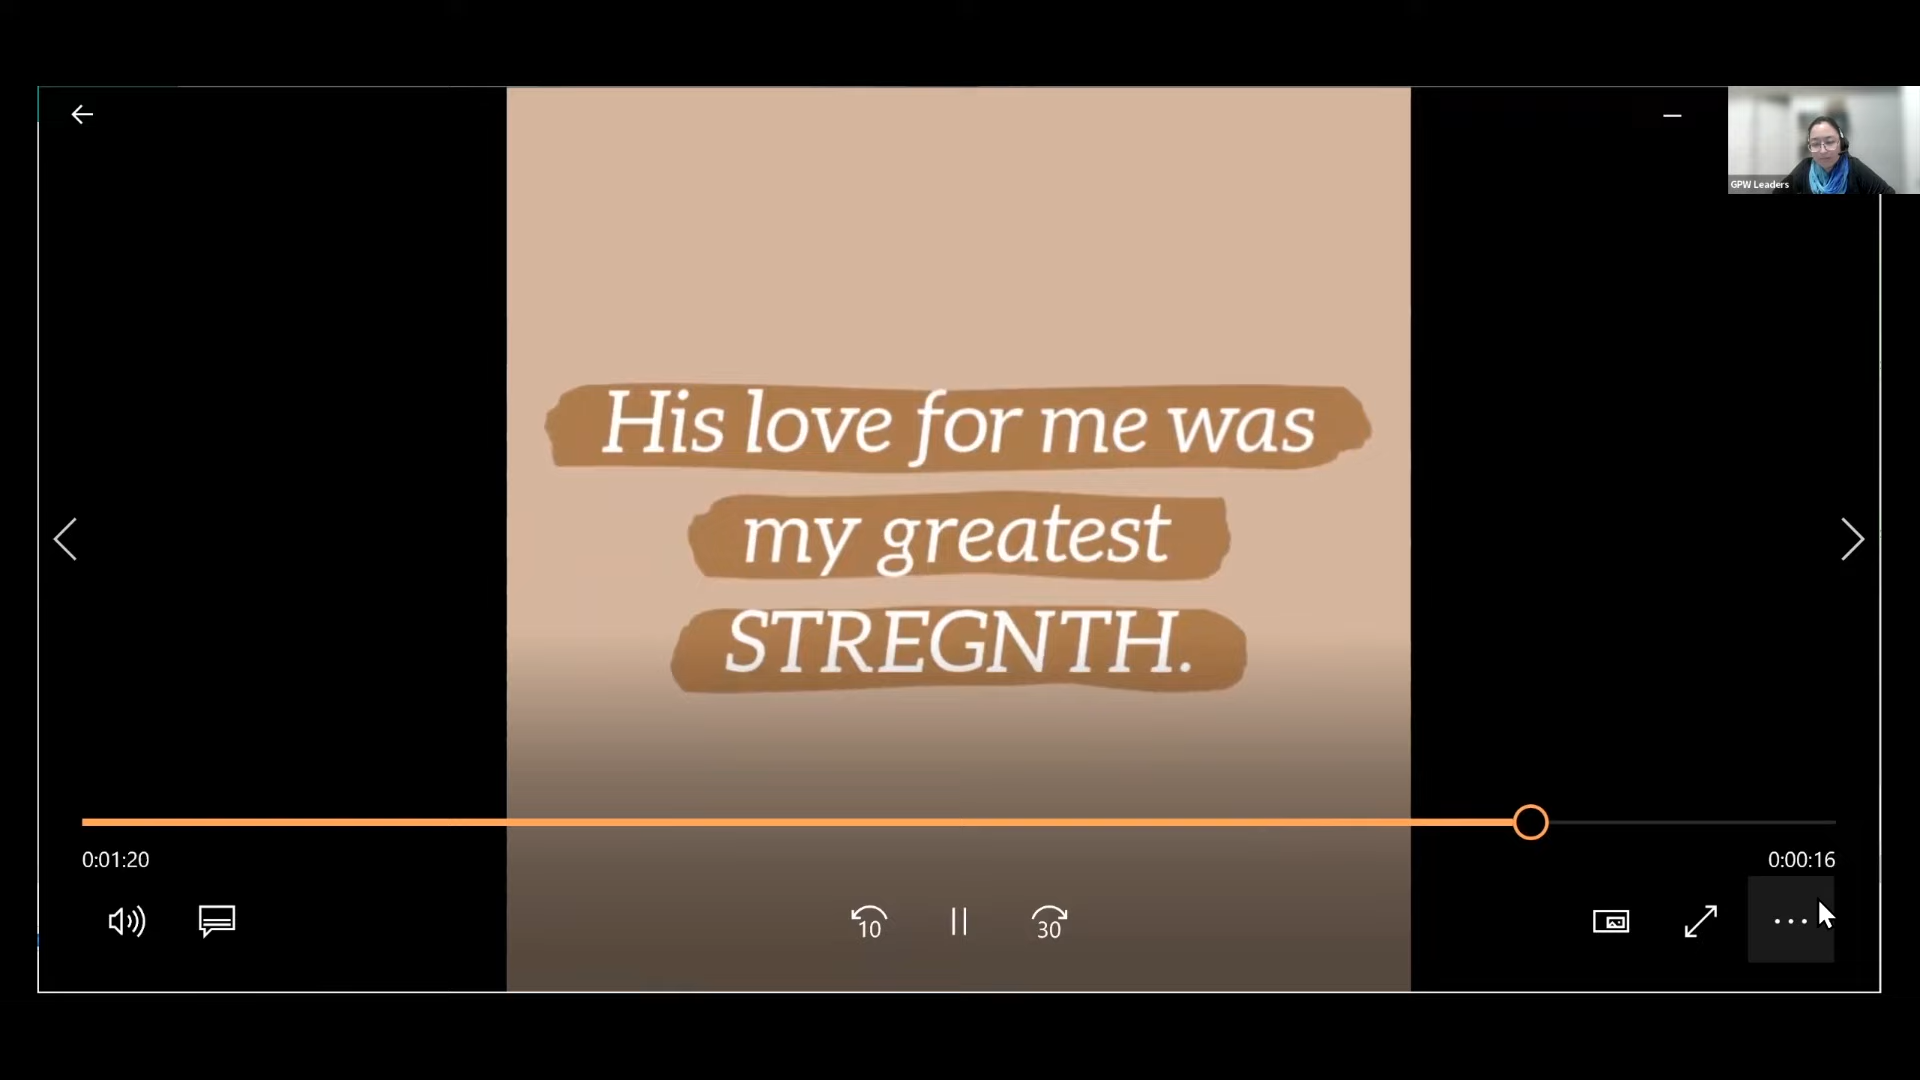 GPW Leaders
His love for me was
my greatest
STREGNTH.
0:01:20
0:00:16
10
30